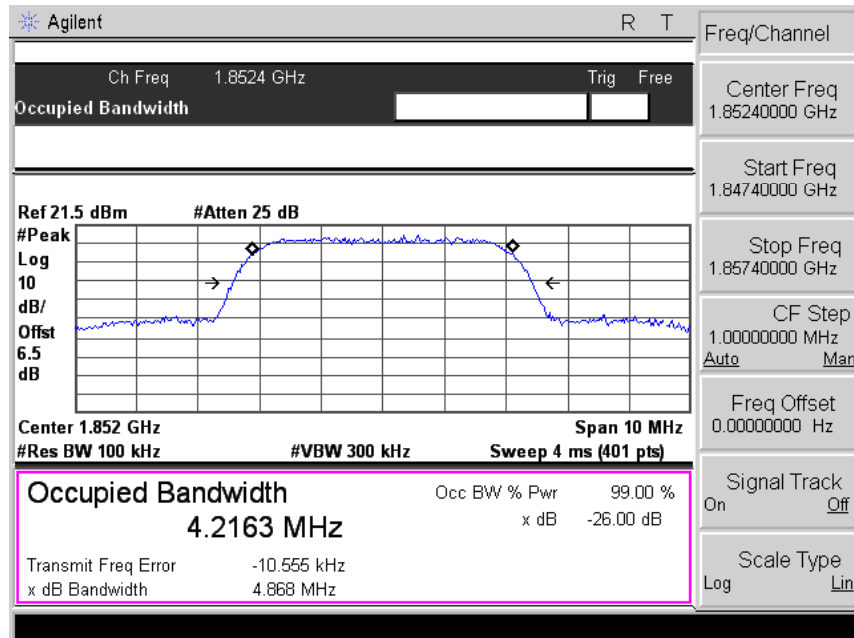 Agilent R T
Ch Freq 1.8524 GHz Trig Free
Occupied Bandwidth
Ref 21.5 dBm #Atten 25 dB
#Peak
Log
10
dB/
Offst
6.5
dB
Center 1.852 GHz Span 10 MHz
#Res BW 100 kHz #VBW 300 kHz Sweep 4 ms (401 pts)
Occupied Bandwidth Occ BW % Pwr 99.00 %
4.2163 MHz x dB -26.00 dB
Transmit Freq Error -10.555 kHz
x dB Bandwidth 4.868 MHz
Freq/Channel
Center Freq
1.85240000 GHz
Start Freq
1.84740000 GHz
Stop Freq
1.85740000 GHz
CF Step
1.00000000 MHz
Auto Man
Freq Offset
0.00000000 Hz
Signal Track
On Off
Scale Type
Log Lin